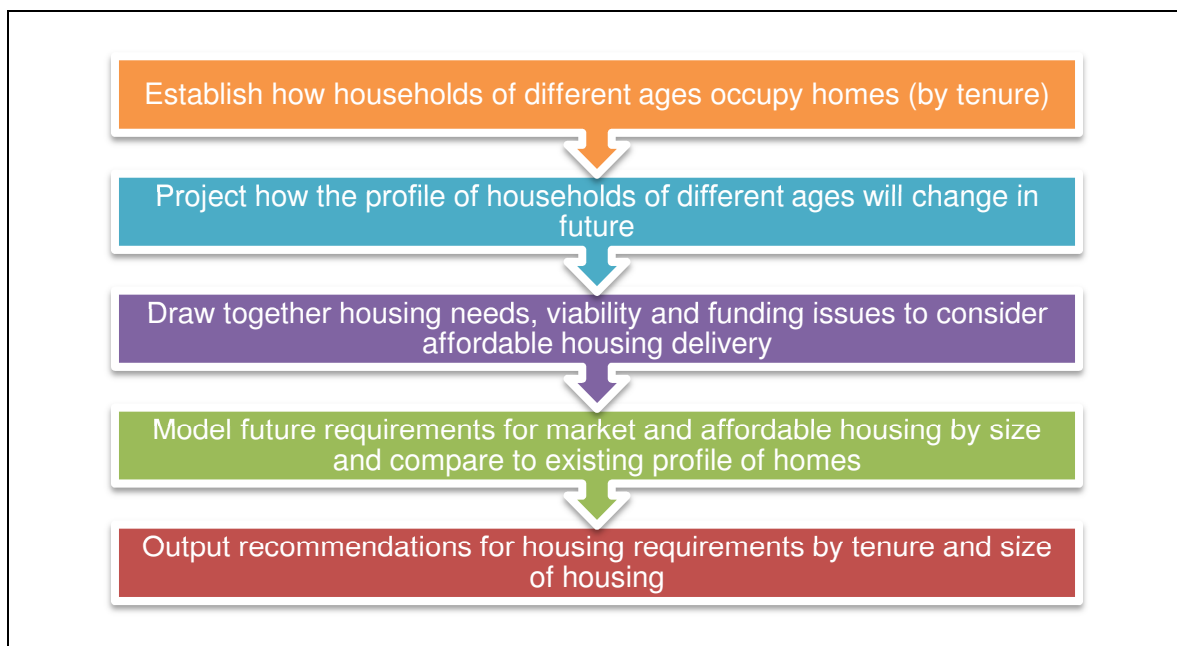 Establish how households of different ages occupy homes (by tenure)
Project how the profile of households of different ages will change in
future
Draw together housing needs, viability and funding issues to consider
affordable housing delivery
Model future requirements for market and affordable housing by size
and compare to existing profile of homes
Output recommendations for housing requirements by tenure and size
of housing